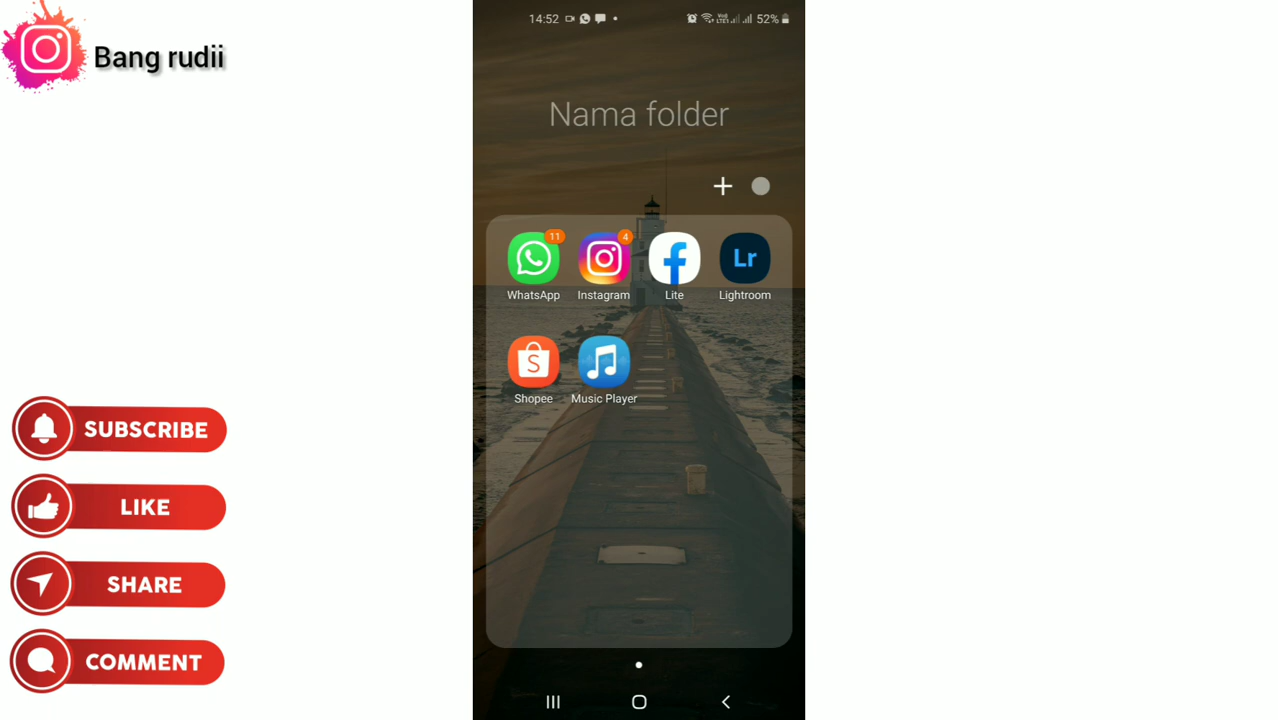 Bang rudii
14:52
52%
Nama folder
11
4
WhatsApp
Instagram
Lite
Lightroom
Lr
S
Shopee
Music Player
SUBSCRIBE
LIKE
SHARE
COMMENT